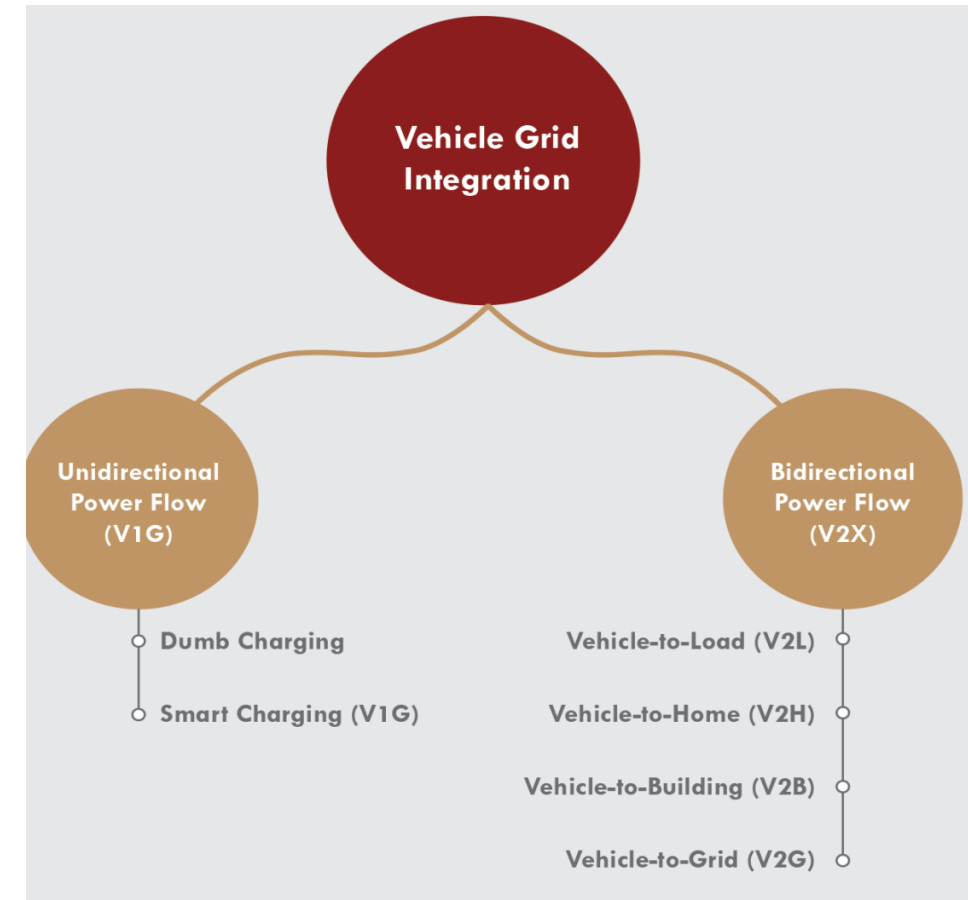 Vehicle Grid
Integration
Unidirectional
Power Flow
(V1G)
Dumb Charging
Smart Charging (V1G)
Bidirectional
Power Flow
(V2X)
Vehicle-to-Load (V2L)
Vehicle-to-Home (V2H)
Vehicle-to-Building (V2B)
Vehicle-to-Grid (V2G)